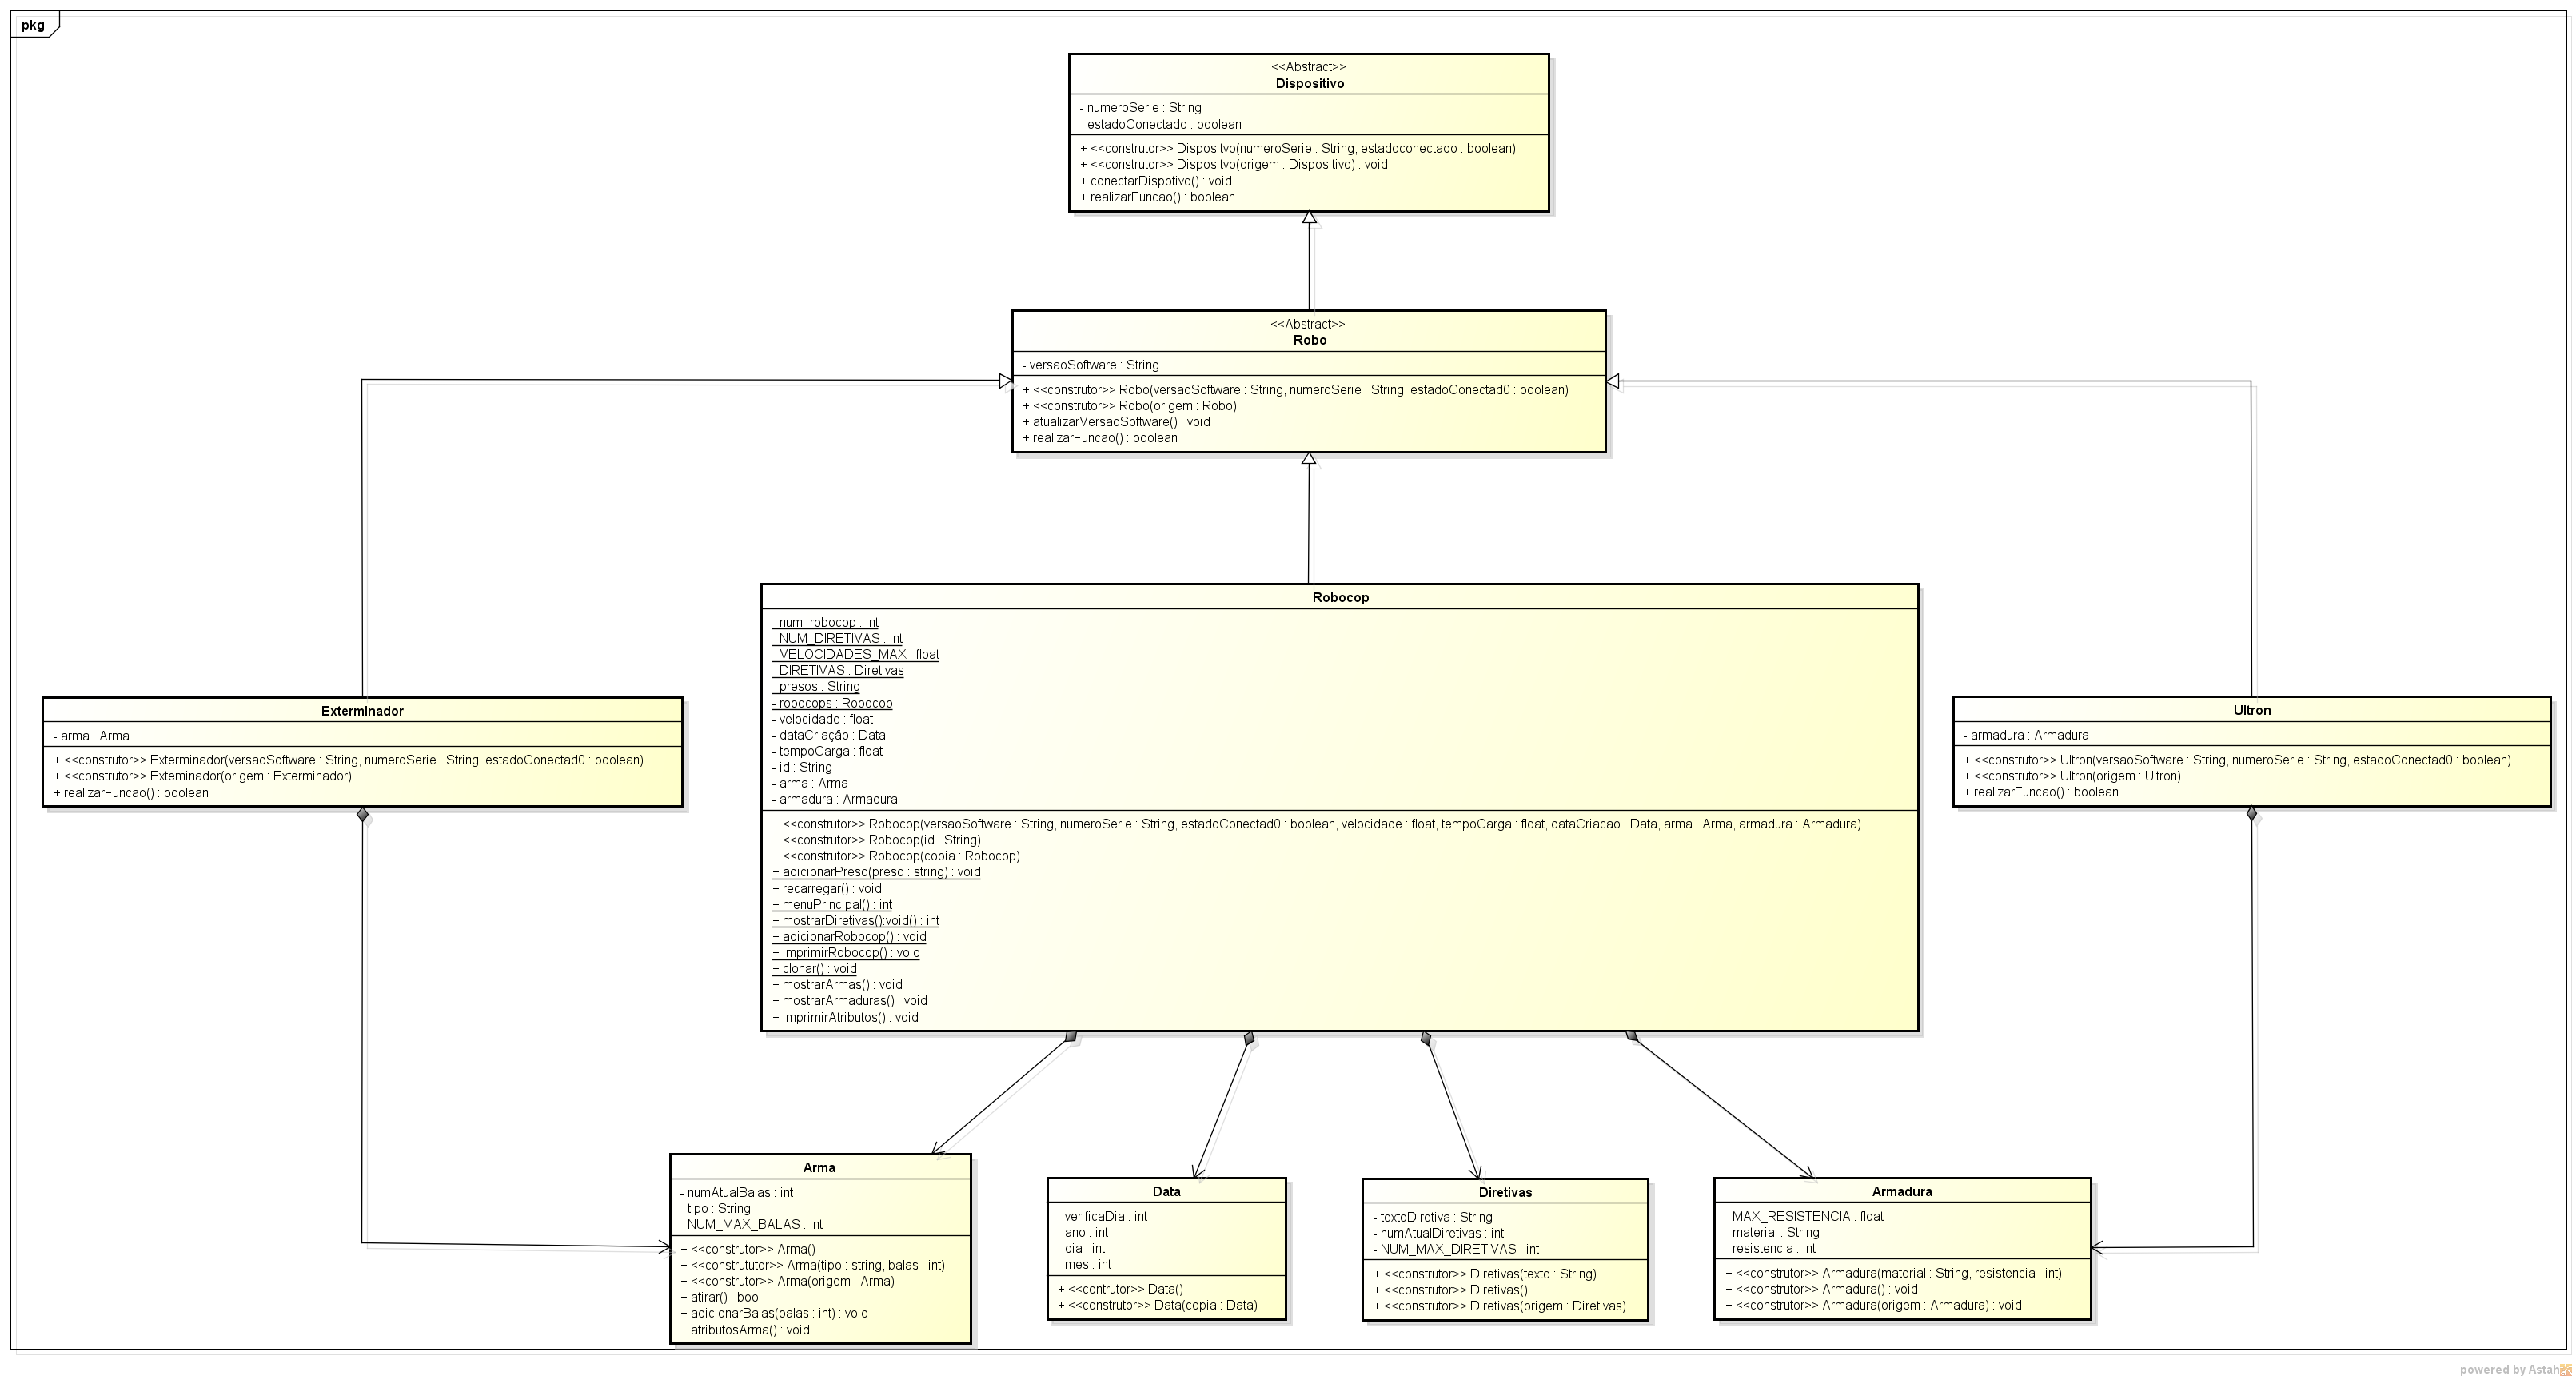 pkg
<<Abstract>>
Dispositivo
- numeroSerie : String
- estadoConectado : boolean
+ <<construtor>> Dispositvo(numeroSerie : String, estadoconectado : boolean)
+ <<construtor>> Dispositvo(origem : Dispositivo) : void
+ conectarDispotivo() : void
+ realizarFuncao() : boolean
<<Abstract>>
Robo
- versaoSoftware : String
+ <<construtor>> Robo(versaoSoftware : String, numeroSerie : String, estadoConectad0 : boolean)
+ <<construtor>> Robo(origem : Robo)
+ atualizarVersaoSoftware() : void
+ realizarFuncao() : boolean
Robocop
- num_robocop : int
- NUM_DIRETIVAS : int
- VELOCIDADES_MAX : float
- DIRETIVAS : Diretivas
- presos : String
- robocops : Robocop
- velocidade : float
- dataCriação : Data
- tempoCarga : float
- id : String
- arma : Arma
- armadura : Armadura
+ <<construtor>> Robocop(versaoSoftware : String, numeroSerie : String, estadoConectad0 : boolean, velocidade : float, tempoCarga : float, dataCriacao : Data, arma : Arma, armadura : Armadura)
+ <<construtor>> Robocop(id : String)
+ <<construtor>> Robocop(copia : Robocop)
+ adicionarPreso(preso : string) : void
+ recarregar() : void
+ menuPrincipal() : int
+ mostrarDiretivas():void() : int
+ adicionarRobocop() : void
+ imprimirRobocop() : void
+ clonar() : void
+ mostrarArmas() : void
+ mostrarArmaduras() : void
+ imprimirAtributos() : void
Exterminador
- arma : Arma
+ <<construtor>> Exterminador(versaoSoftware : String, numeroSerie : String, estadoConectad0 : boolean)
+ <<construtor>> Exteminador(origem : Exterminador)
+ realizarFuncao() : boolean
Ultron
- armadura : Armadura
+ <<construtor>> Ultron(versaoSoftware : String, numeroSerie : String, estadoConectad0 : boolean)
+ <<construtor>> Ultron(origem : Ultron)
+ realizarFuncao() : boolean
Arma
- numAtualBalas : int
- tipo : String
- NUM_MAX_BALAS : int
+ <<construtor>> Arma()
+ <<constrututor>> Arma(tipo : string, balas : int)
+ <<construtor>> Arma(origem : Arma)
+ atirar() : bool
+ adicionarBalas(balas : int) : void
+ atributosArma() : void
Data
- verificaDia : int
- ano : int
- dia : int
- mes : int
+ <<contrutor>> Data()
+ <<construtor>> Data(copia : Data)
Diretivas
- textoDiretiva : String
- numAtualDiretivas : int
- NUM_MAX_DIRETIVAS : int
+ <<construtor>> Diretivas(texto : String)
+ <<construtor>> Diretivas()
+ <<construtor>> Diretivas(origem : Diretivas)
Armadura
- MAX_RESISTENCIA : float
- material : String
- resistencia : int
+ <<construtor>> Armadura(material : String, resistencia : int)
+ <<construtor>> Armadura() : void
+ <<construtor>> Armadura(origem : Armadura) : void
powered by Astah